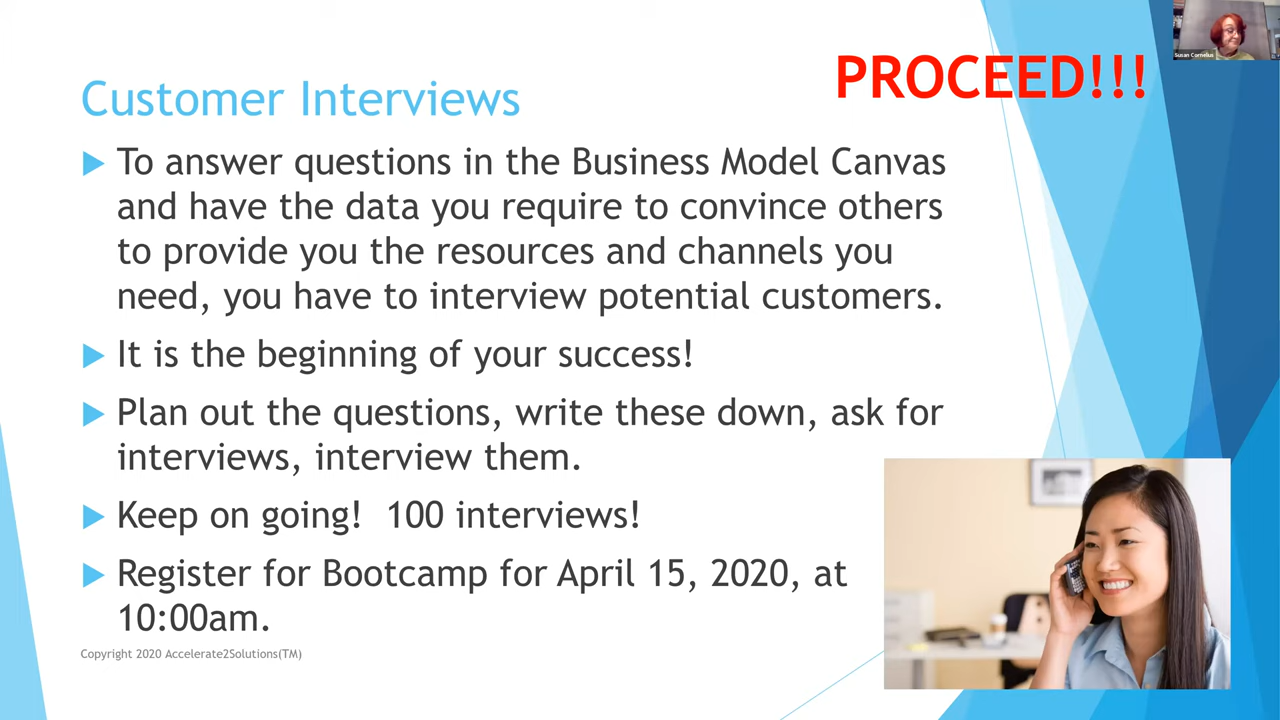 PROCEED!!!
Susan Cornelius
Customer Interviews
To answer questions in the Business Model Canvas
and have the data you require to convince others
to provide you the resources and channels you
need, you have to interview potential customers.
It is the beginning of your success!
Plan out the questions, write these down, ask for
interviews, interview them.
Keep on going!  100 interviews!
Register for Bootcamp for April 15, 2020, at
10:00am.
Copyright 2020 Accelerate2Solutions(TM)